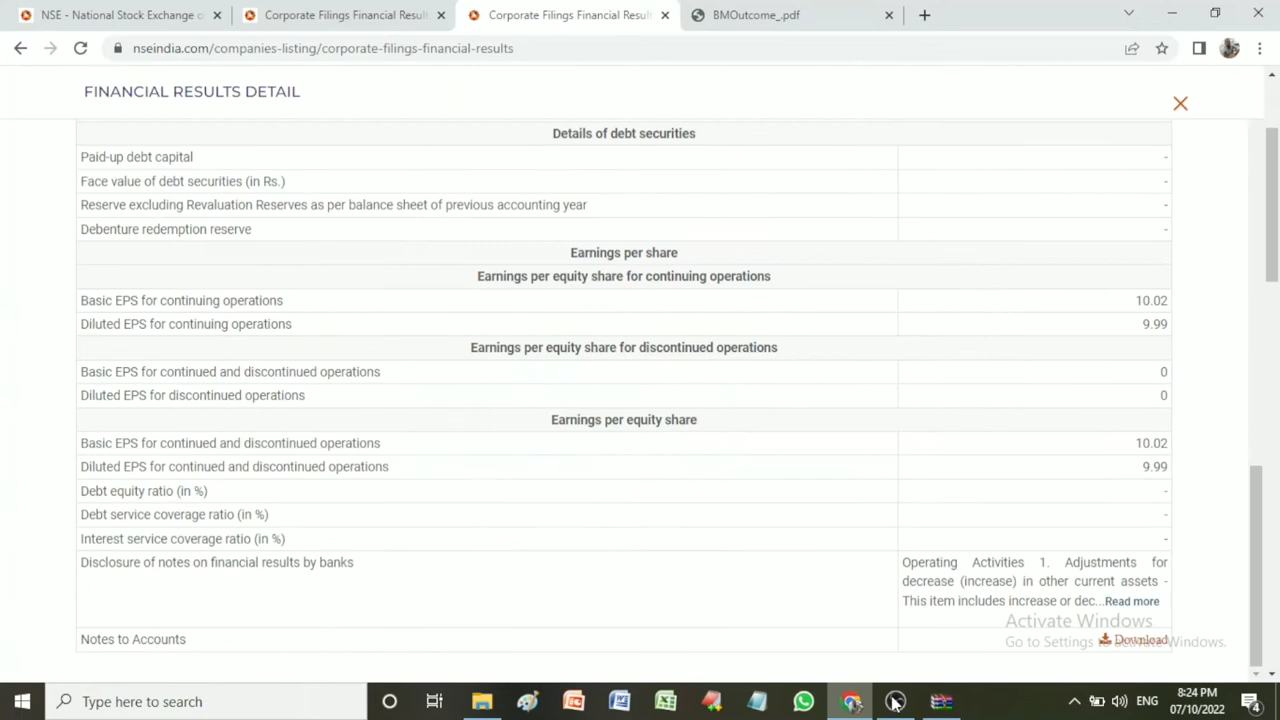 NSE - National Stock Exchange o
Corporate Filings Financial Result
Corporate Filings Financial Result
BMOutcome_.pdf
nseindia.com/companies-listing/corporate-filings-financial-results
FINANCIAL RESULTS DETAIL
Details of debt securities
Paid-up debt capital -
Face value of debt securities (in Rs.) -
Reserve excluding Revaluation Reserves as per balance sheet of previous accounting year -
Debenture redemption reserve -
Earnings per share
Earnings per equity share for continuing operations
Basic EPS for continuing operations 10.02
Diluted EPS for continuing operations 9.99
Earnings per equity share for discontinued operations
Basic EPS for continued and discontinued operations 0
Diluted EPS for discontinued operations 0
Earnings per equity share
Basic EPS for continued and discontinued operations 10.02
Diluted EPS for continued and discontinued operations 9.99
Debt equity ratio (in %) -
Debt service coverage ratio (in %) -
Interest service coverage ratio (in %) -
Disclosure of notes on financial results by banks Operating Activities 1. Adjustments for
decrease (increase) in other current assets -
This item includes increase or dec...Read more
Activate Windows
Notes to Accounts Download
Go to Settings to activate Windows.
Type here to search
ENG
8:24 PM
07/10/2022
4